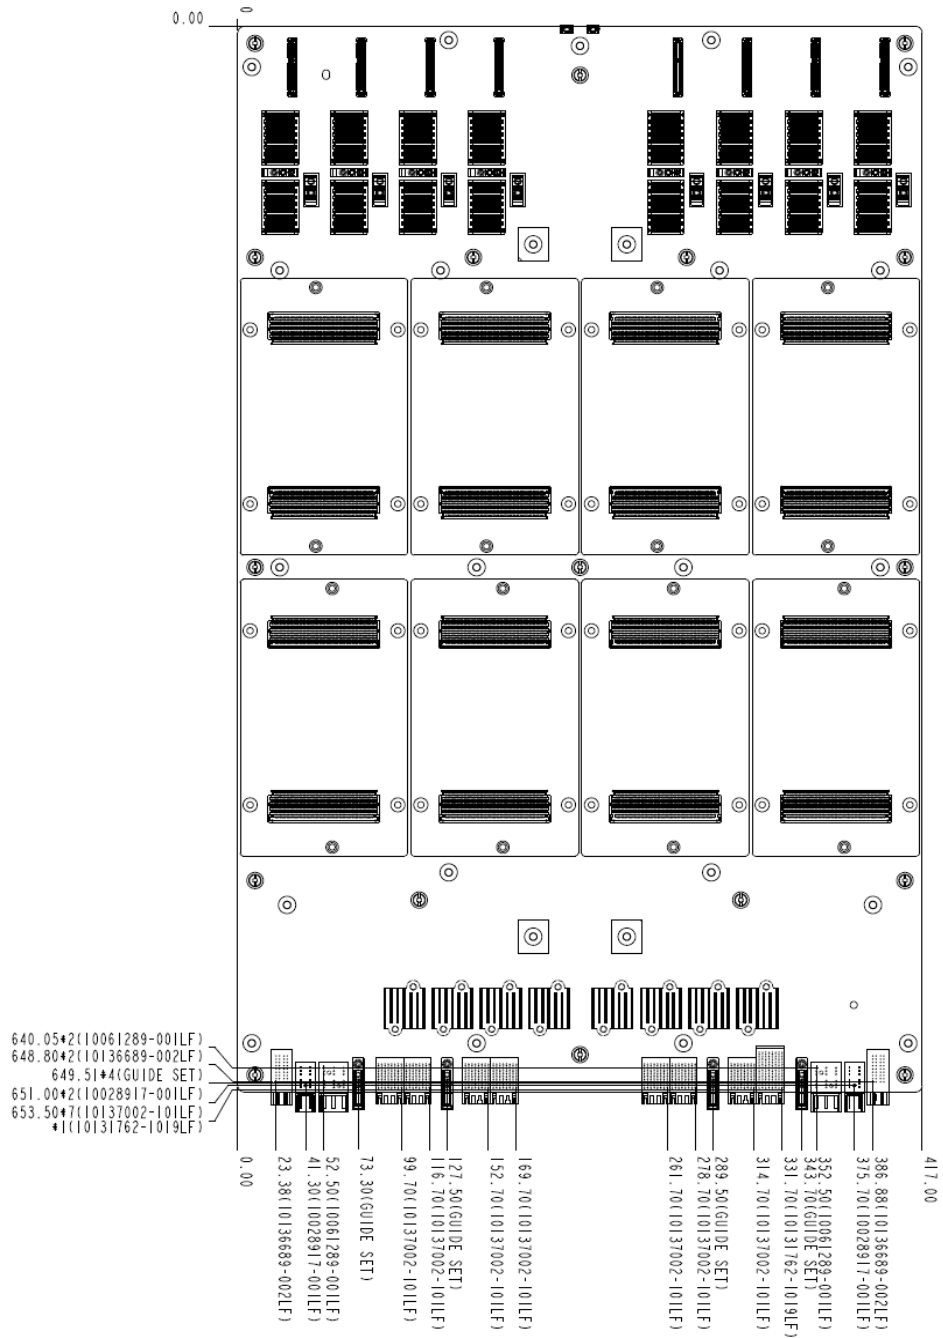 0
0.00
640.05*2(10061289-001LF)
648.80*2(10136689-002LF)
649.51*4(GUIDE SET)
651.00*2(10028917-001LF)
653.50*7(10137002-101LF)
*1(10131762-1019LF)
0.00
23.38(10136689-002LF)
41.30(10028917-001LF)
52.50(10061289-001LF)
73.30(GUIDE SET)
99.70(10137002-101LF)
116.70(10137002-101LF)
127.50(GUIDE SET)
152.70(10137002-101LF)
169.70(10137002-101LF)
261.70(10137002-101LF)
278.70(10137002-101LF)
289.50(GUIDE SET)
314.70(10137002-101LF)
331.70(10131762-1019LF)
343.70(GUIDE SET)
352.50(10061289-001LF)
375.70(10028917-001LF)
386.88(10136689-002LF)
417.00